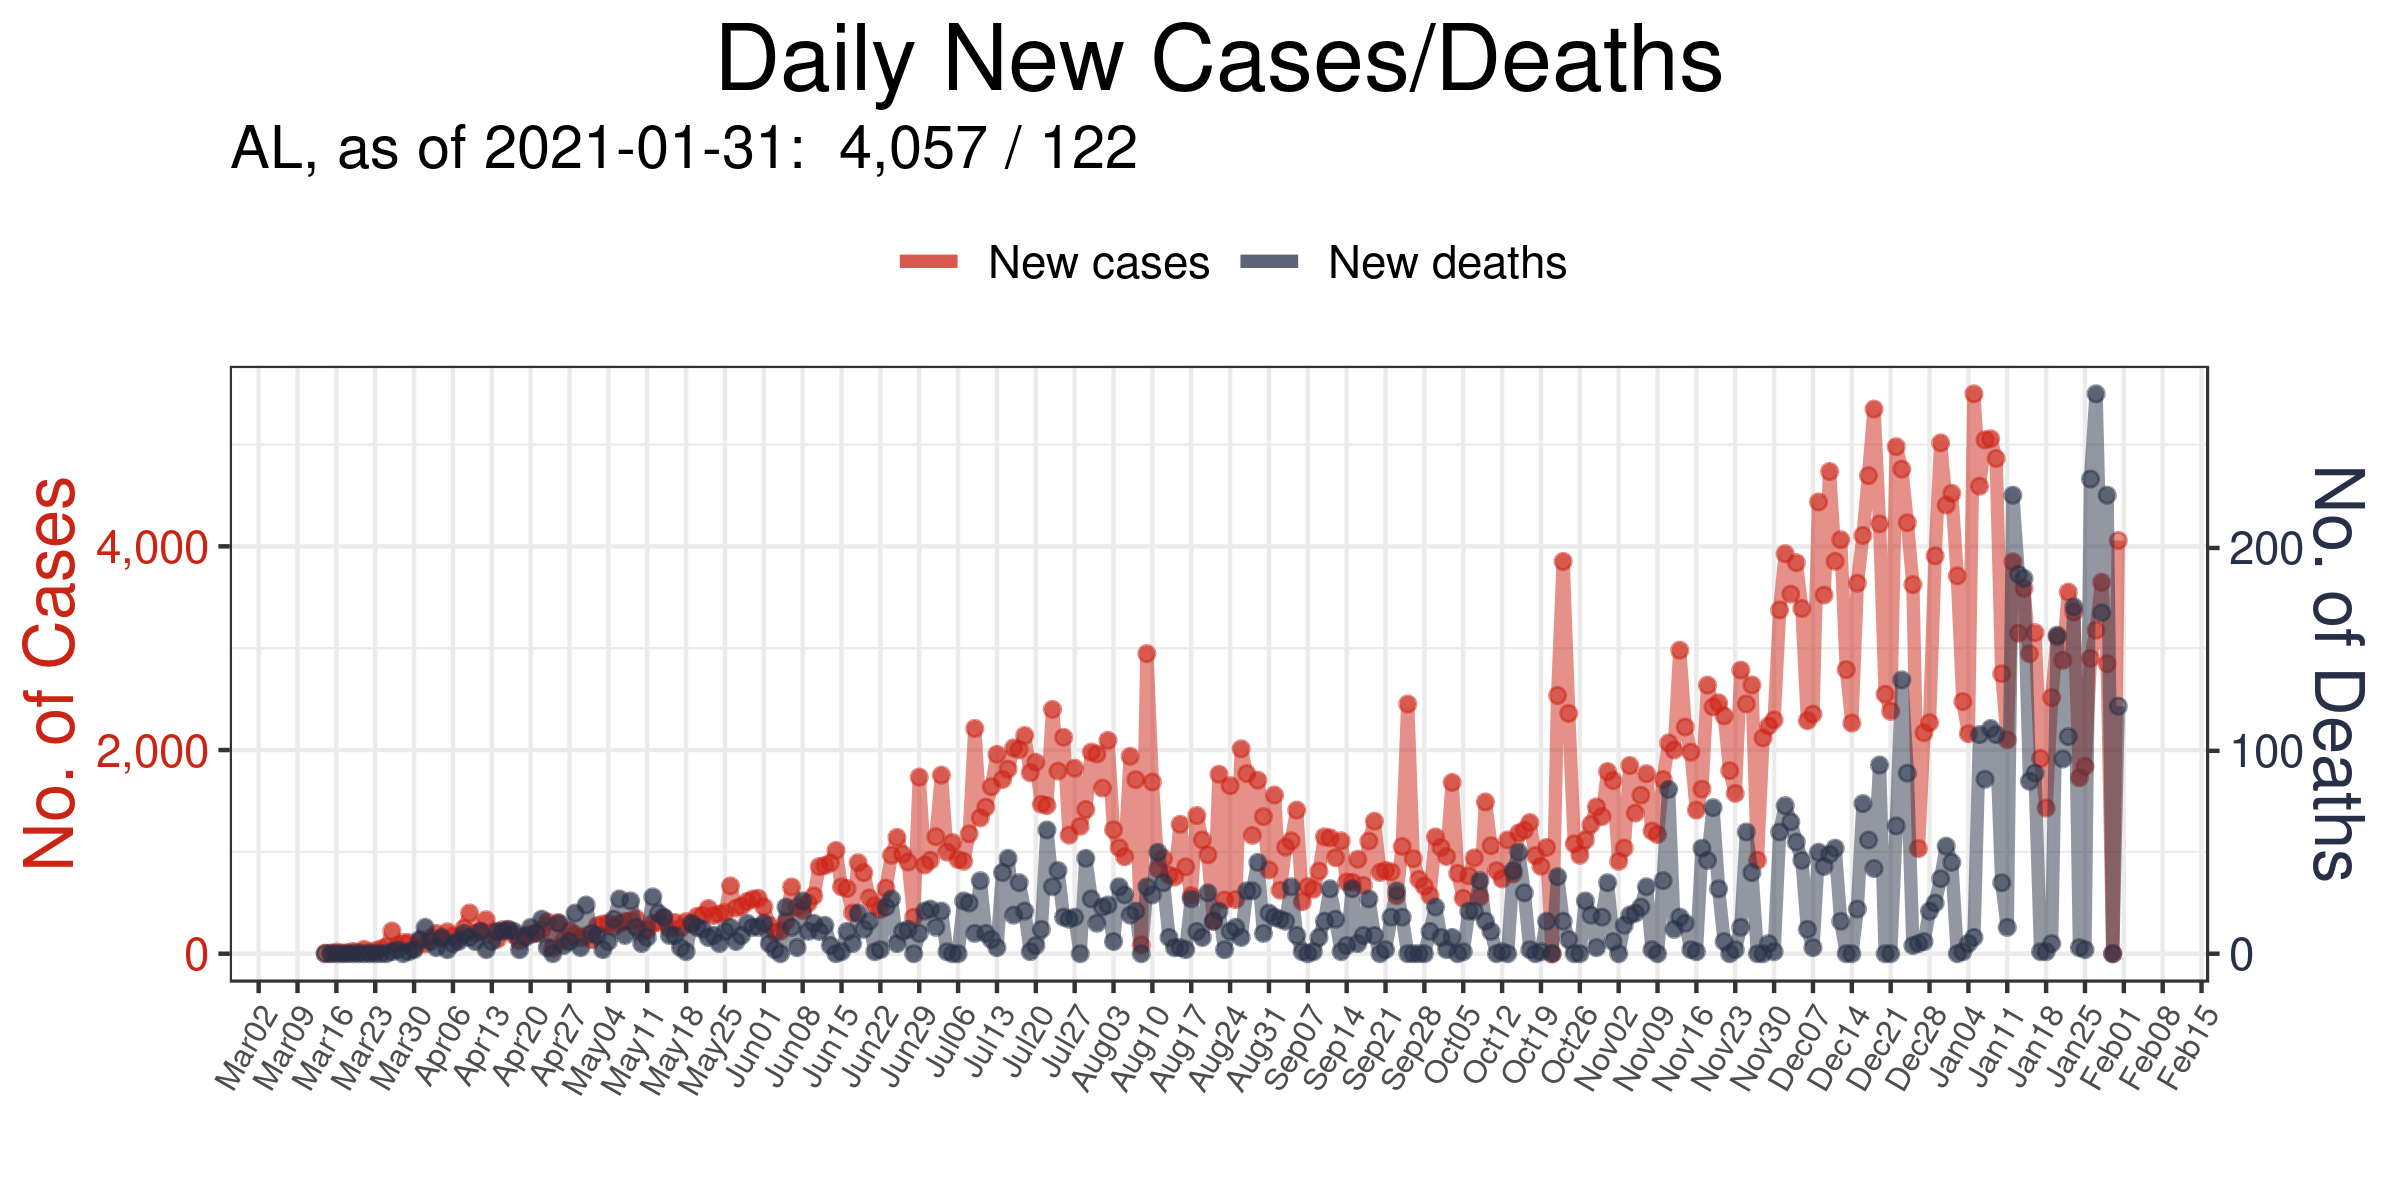 Daily New Cases/Deaths
AL, as of 2021-01-31:  4,057 / 122
New cases
New deaths
No. of Cases
4,000
2,000
0
No. of Deaths
200
100
0
Mar02
Mar09
Mar16
Mar23
Mar30
Apr06
Apr13
Apr20
Apr27
May04
May11
May18
May25
Jun01
Jun08
Jun15
Jun22
Jun29
Jul06
Jul13
Jul20
Jul27
Aug03
Aug10
Aug17
Aug24
Aug31
Sep07
Sep14
Sep21
Sep28
Oct05
Oct12
Oct19
Oct26
Nov02
Nov09
Nov16
Nov23
Nov30
Dec07
Dec14
Dec21
Dec28
Jan04
Jan11
Jan18
Jan25
Feb01
Feb08
Feb15